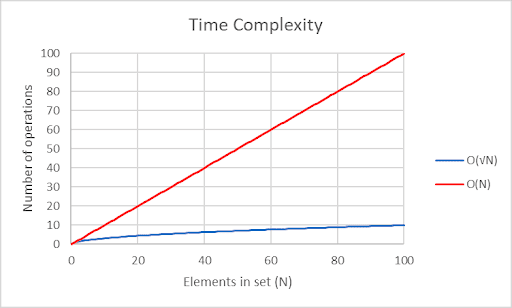 Time Complexity
Number of operations
100
90
80
70
60
50
40
30
20
10
0
0 20 40 60 80 100
Elements in set (N)
O(√N)
O(N)